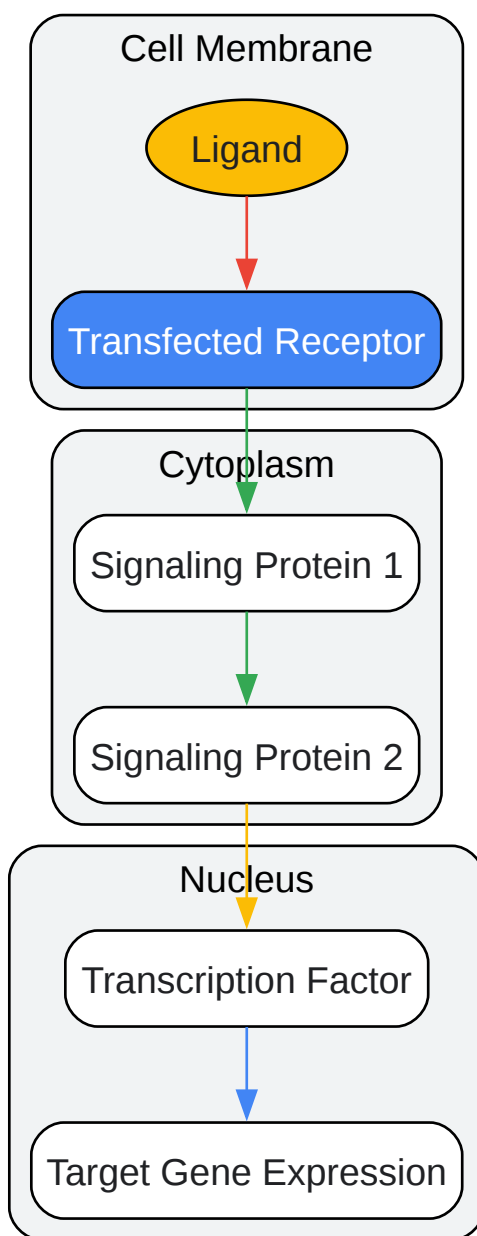 Cell Membrane
Ligand
Transfected Receptor
Cytoplasm
Signaling Protein 1
Signaling Protein 2
Nucleus
Transcription Factor
Target Gene Expression